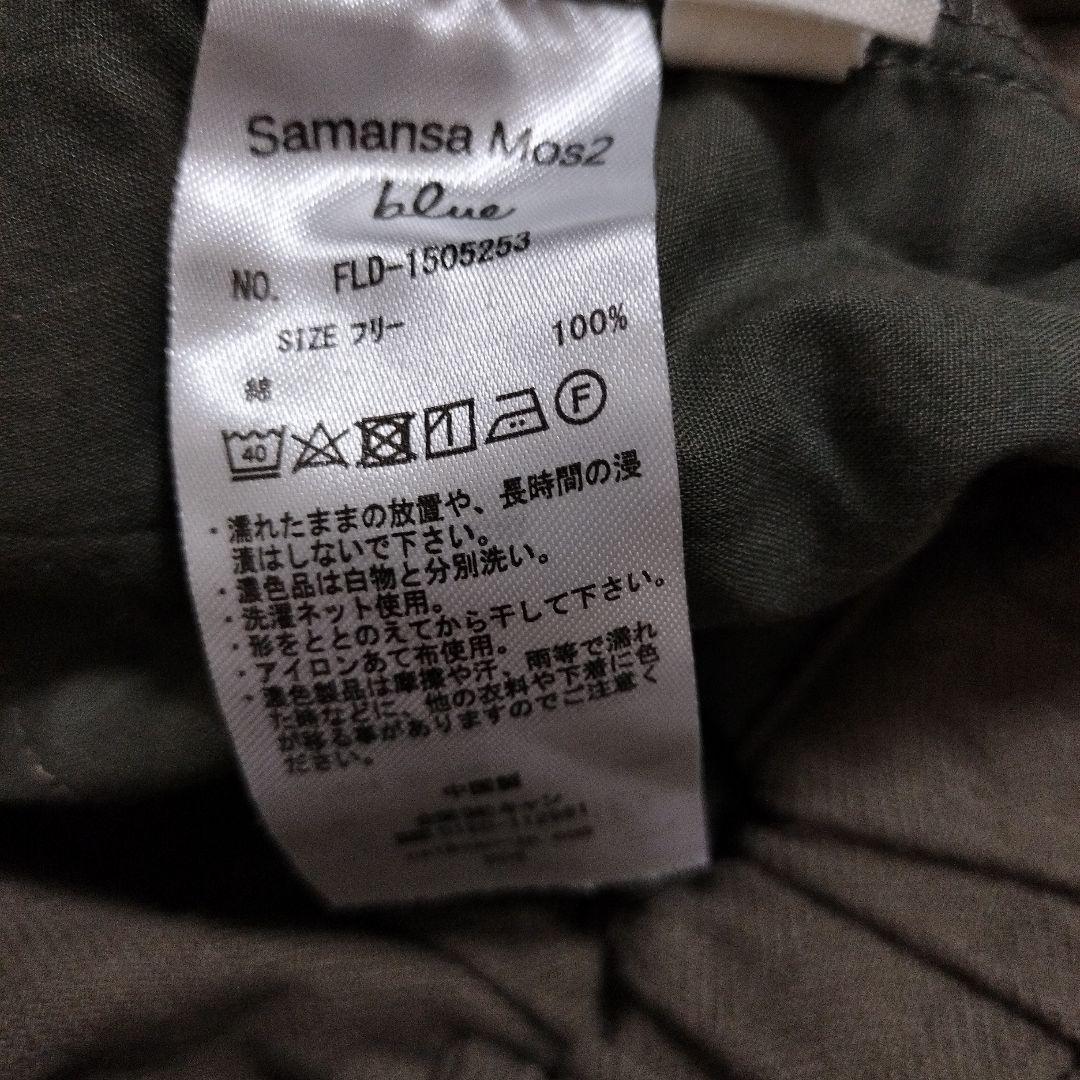 Samansa Mos2
blue
NO. FLD-1505253
SIZE フリー
綿 100%
40 F
・濡れたままの放置や、長時間の浸
漬はしないで下さい。
・濃色品は白物と分別洗い。
・洗濯ネット使用。
・形をととのえてから干して下さい。
・アイロンあて布使用。
・濃色製品は摩擦や汗、雨等で濡れ
た時などに、他の衣料や下着に色
が移る事がありますのでご注意く
ださい。
中国製